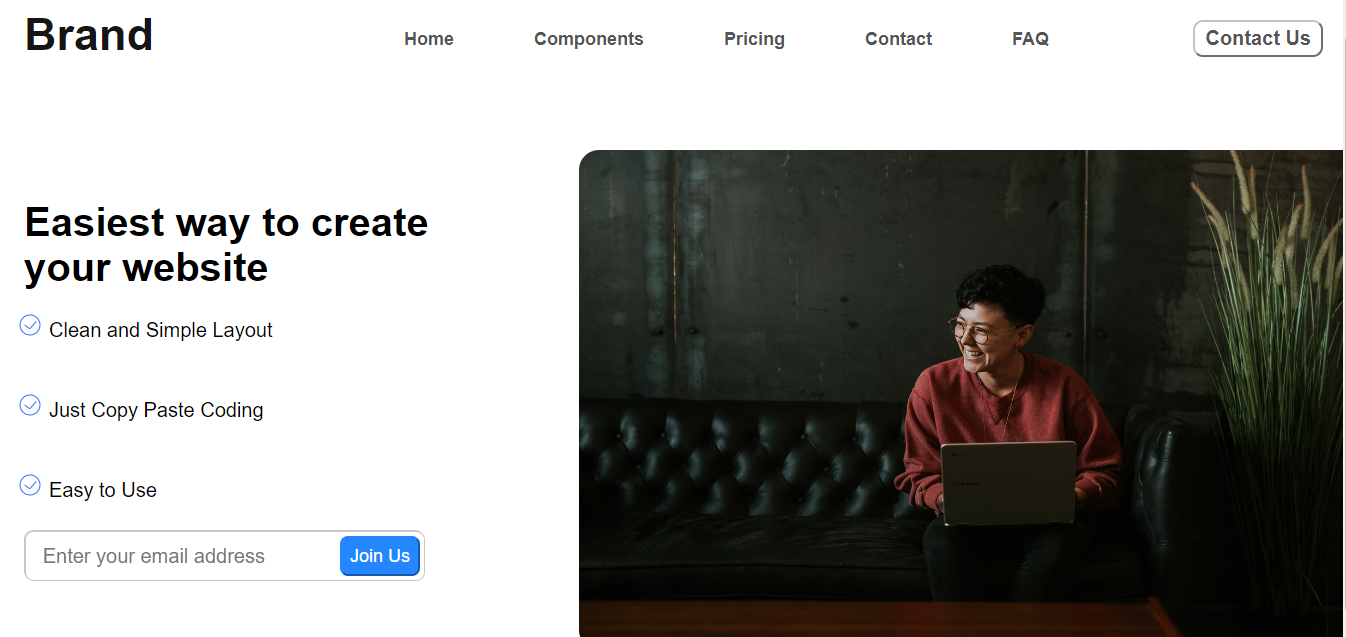 Brand
Home
Components
Pricing
Contact
FAQ
Contact Us
Easiest way to create
your website
Clean and Simple Layout
Just Copy Paste Coding
Easy to Use
Enter your email address
Join Us